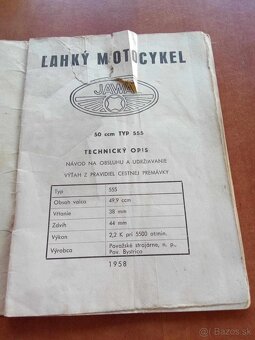 ĽAHKÝ MOTOCYKEL
JAWA
50 ccm TYP 555
TECHNICKÝ OPIS
NÁVOD NA OBSLUHU A UDRŽIAVANIE
VÝŤAH Z PRAVIDIEL CESTNEJ PREMÁVKY
Typ 555
Obsah valca 49,9 ccm
Vŕtanie 38 mm
Zdvih 44 mm
Výkon 2,2 K pri 5500 ot/min.
Výrobca Považské strojárne, n. p., Pov. Bystrica
1958
Bazos.sk